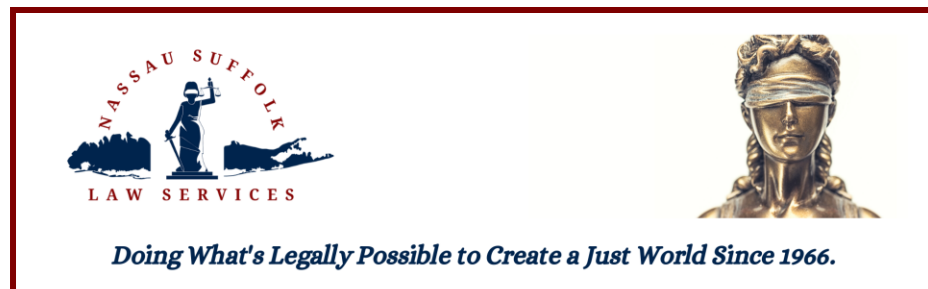 NASSAU SUFFOLK
LAW SERVICES
Doing What's Legally Possible to Create a Just World Since 1966.